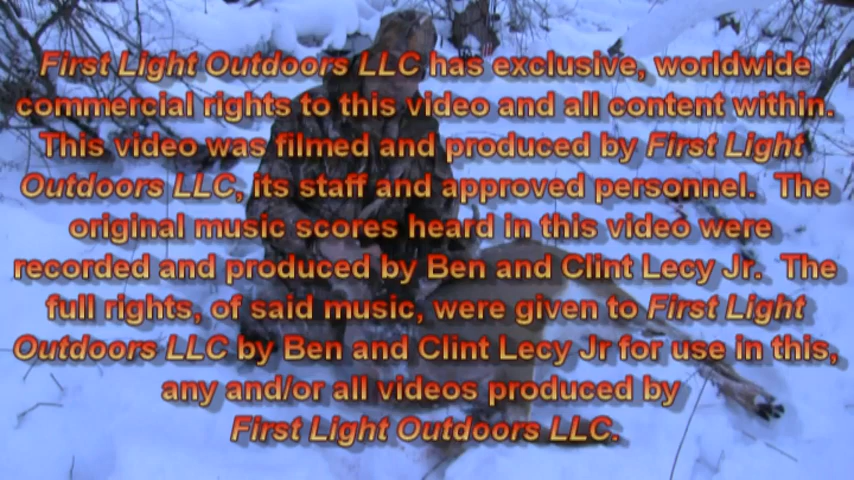 First Light Outdoors LLC has exclusive, worldwide
commercial rights to this video and all content within.
This video was filmed and produced by First Light
Outdoors LLC, its staff and approved personnel.  The
original music scores heard in this video were
recorded and produced by Ben and Clint Lecy Jr.  The
full rights, of said music, were given to First Light
Outdoors LLC by Ben and Clint Lecy Jr for use in this,
any and/or all videos produced by
First Light Outdoors LLC.